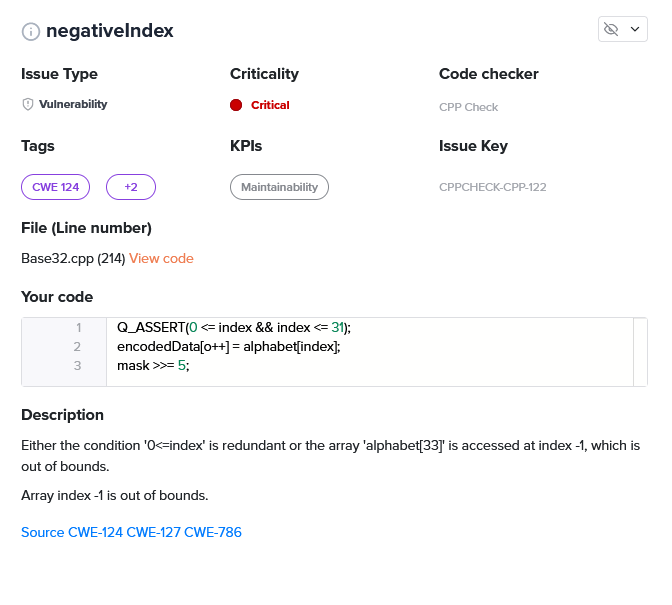 negativeIndex
Issue Type
Criticality
Code checker
Vulnerability
Critical
CPP Check
Tags
KPIs
Issue Key
CWE 124
+2
Maintainability
CPPCHECK-CPP-122
File (Line number)
Base32.cpp (214) View code
Your code
1 Q_ASSERT(0 <= index && index <= 31);
2 encodedData[o++] = alphabet[index];
3 mask >>= 5;
Description
Either the condition '0<=index' is redundant or the array 'alphabet[33]' is accessed at index -1, which is
out of bounds.
Array index -1 is out of bounds.
Source CWE-124 CWE-127 CWE-786